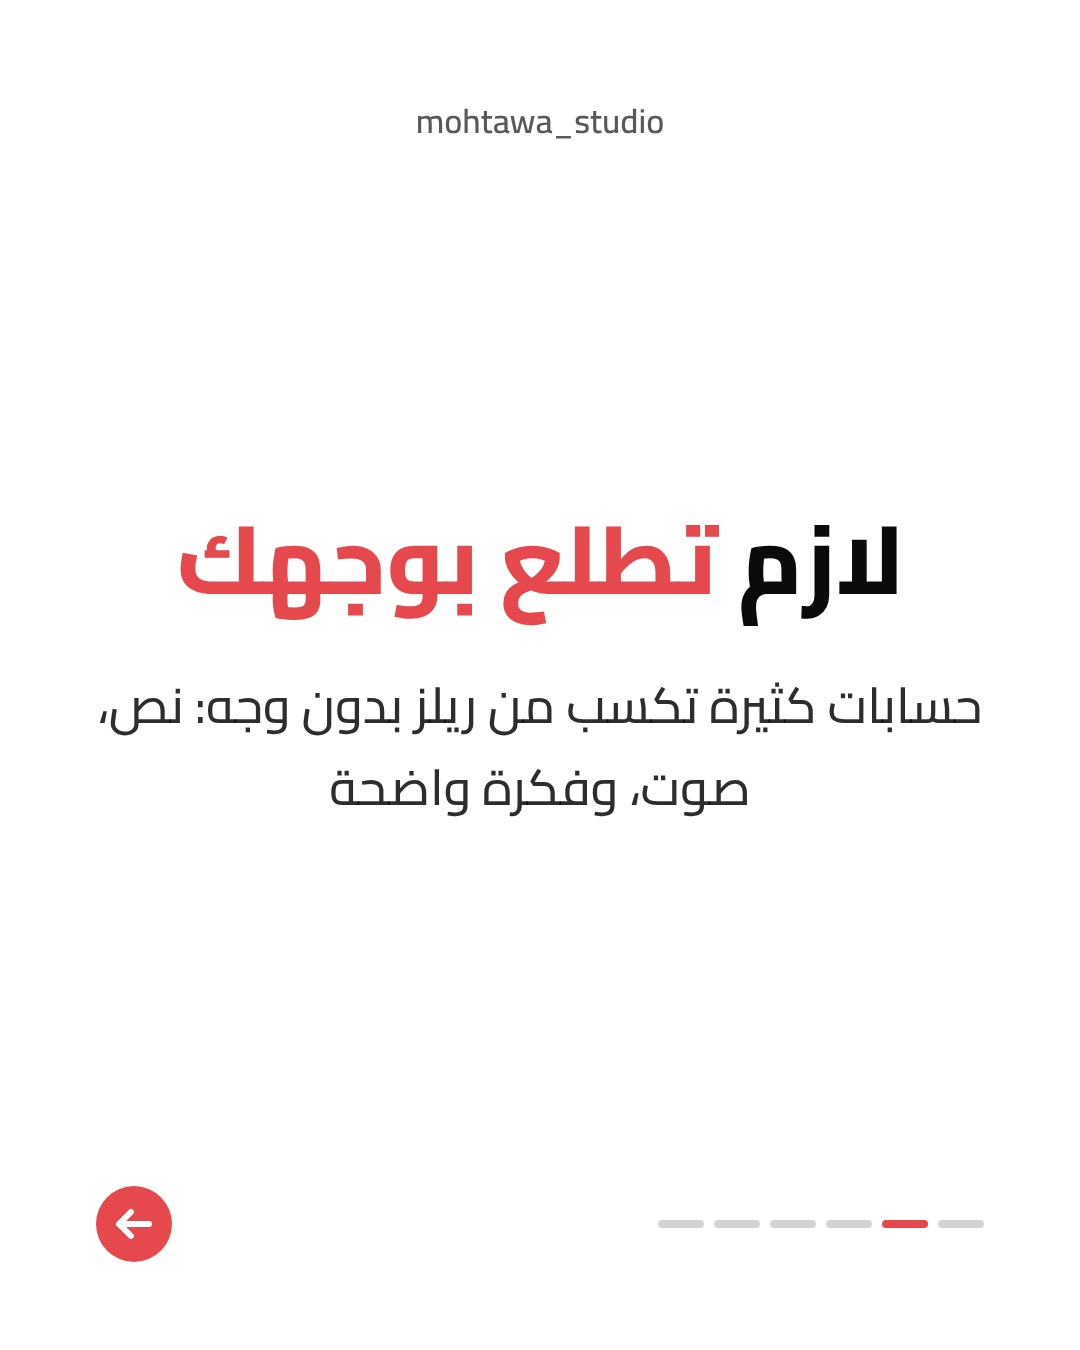 mohtawa_studio
لازم تطلع بوجهك
حسابات كثيرة تكسب من ريلز بدون وجه: نص،
صوت، وفكرة واضحة